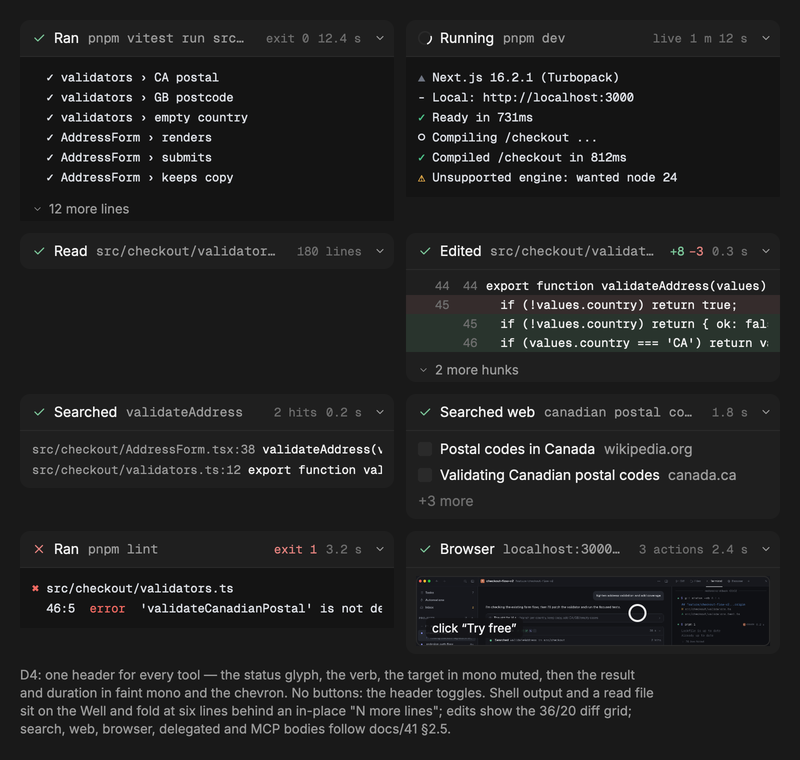 ✓ Ran pnpm vitest run src… exit 0 12.4 s
✓ validators › CA postal
✓ validators › GB postcode
✓ validators › empty country
✓ AddressForm › renders
✓ AddressForm › submits
✓ AddressForm › keeps copy
12 more lines
Running pnpm dev live 1 m 12 s
▲ Next.js 16.2.1 (Turbopack)
- Local: http://localhost:3000
✓ Ready in 731ms
○ Compiling /checkout ...
✓ Compiled /checkout in 812ms
⚠ Unsupported engine: wanted node 24
✓ Read src/checkout/validator… 180 lines
✓ Edited src/checkout/validat… +8 −3 0.3 s
44 44 export function validateAddress(values)
45 if (!values.country) return true;
45 if (!values.country) return { ok: fal
46 if (values.country === 'CA') return va
2 more hunks
✓ Searched validateAddress 2 hits 0.2 s
src/checkout/AddressForm.tsx:38 validateAddress(v
src/checkout/validators.ts:12 export function val
✓ Searched web canadian postal co… 1.8 s
Postal codes in Canada wikipedia.org
Validating Canadian postal codes canada.ca
+3 more
✕ Ran pnpm lint exit 1 3.2 s
✖ src/checkout/validators.ts
46:5 error 'validateCanadianPostal' is not de
✓ Browser localhost:3000… 3 actions 2.4 s
click “Try free”
D4: one header for every tool — the status glyph, the verb, the target in mono muted, then the result
and duration in faint mono and the chevron. No buttons: the header toggles. Shell output and a read file
sit on the Well and fold at six lines behind an in-place "N more lines"; edits show the 36/20 diff grid;
search, web, browser, delegated and MCP bodies follow docs/41 §2.5.